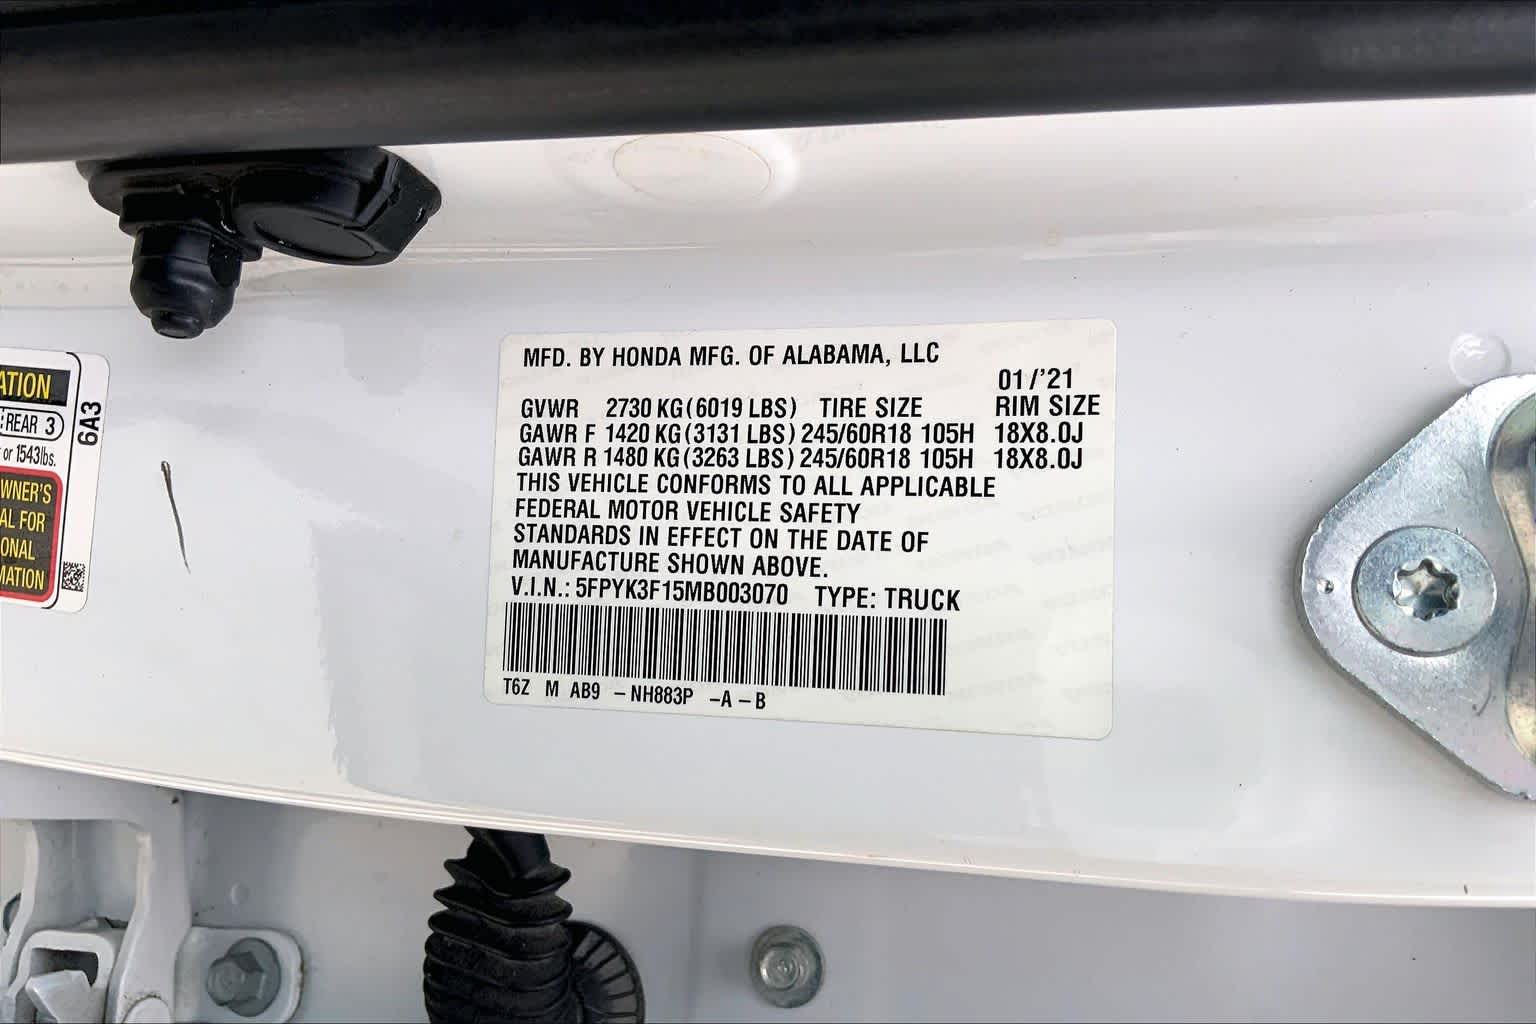 ATION
REAR 3
or 1543lbs.
WNER'S
AL FOR
ONAL
MATION
6A3
MFD. BY HONDA MFG. OF ALABAMA, LLC
01/'21
GVWR 2730 KG(6019 LBS) TIRE SIZE RIM SIZE
GAWR F 1420 KG(3131 LBS) 245/60R18 105H 18X8.0J
GAWR R 1480 KG(3263 LBS) 245/60R18 105H 18X8.0J
THIS VEHICLE CONFORMS TO ALL APPLICABLE
FEDERAL MOTOR VEHICLE SAFETY
STANDARDS IN EFFECT ON THE DATE OF
MANUFACTURE SHOWN ABOVE.
V.I.N.: 5FPYK3F15MB003070 TYPE: TRUCK
T6Z M AB9 -NH883P -A-B